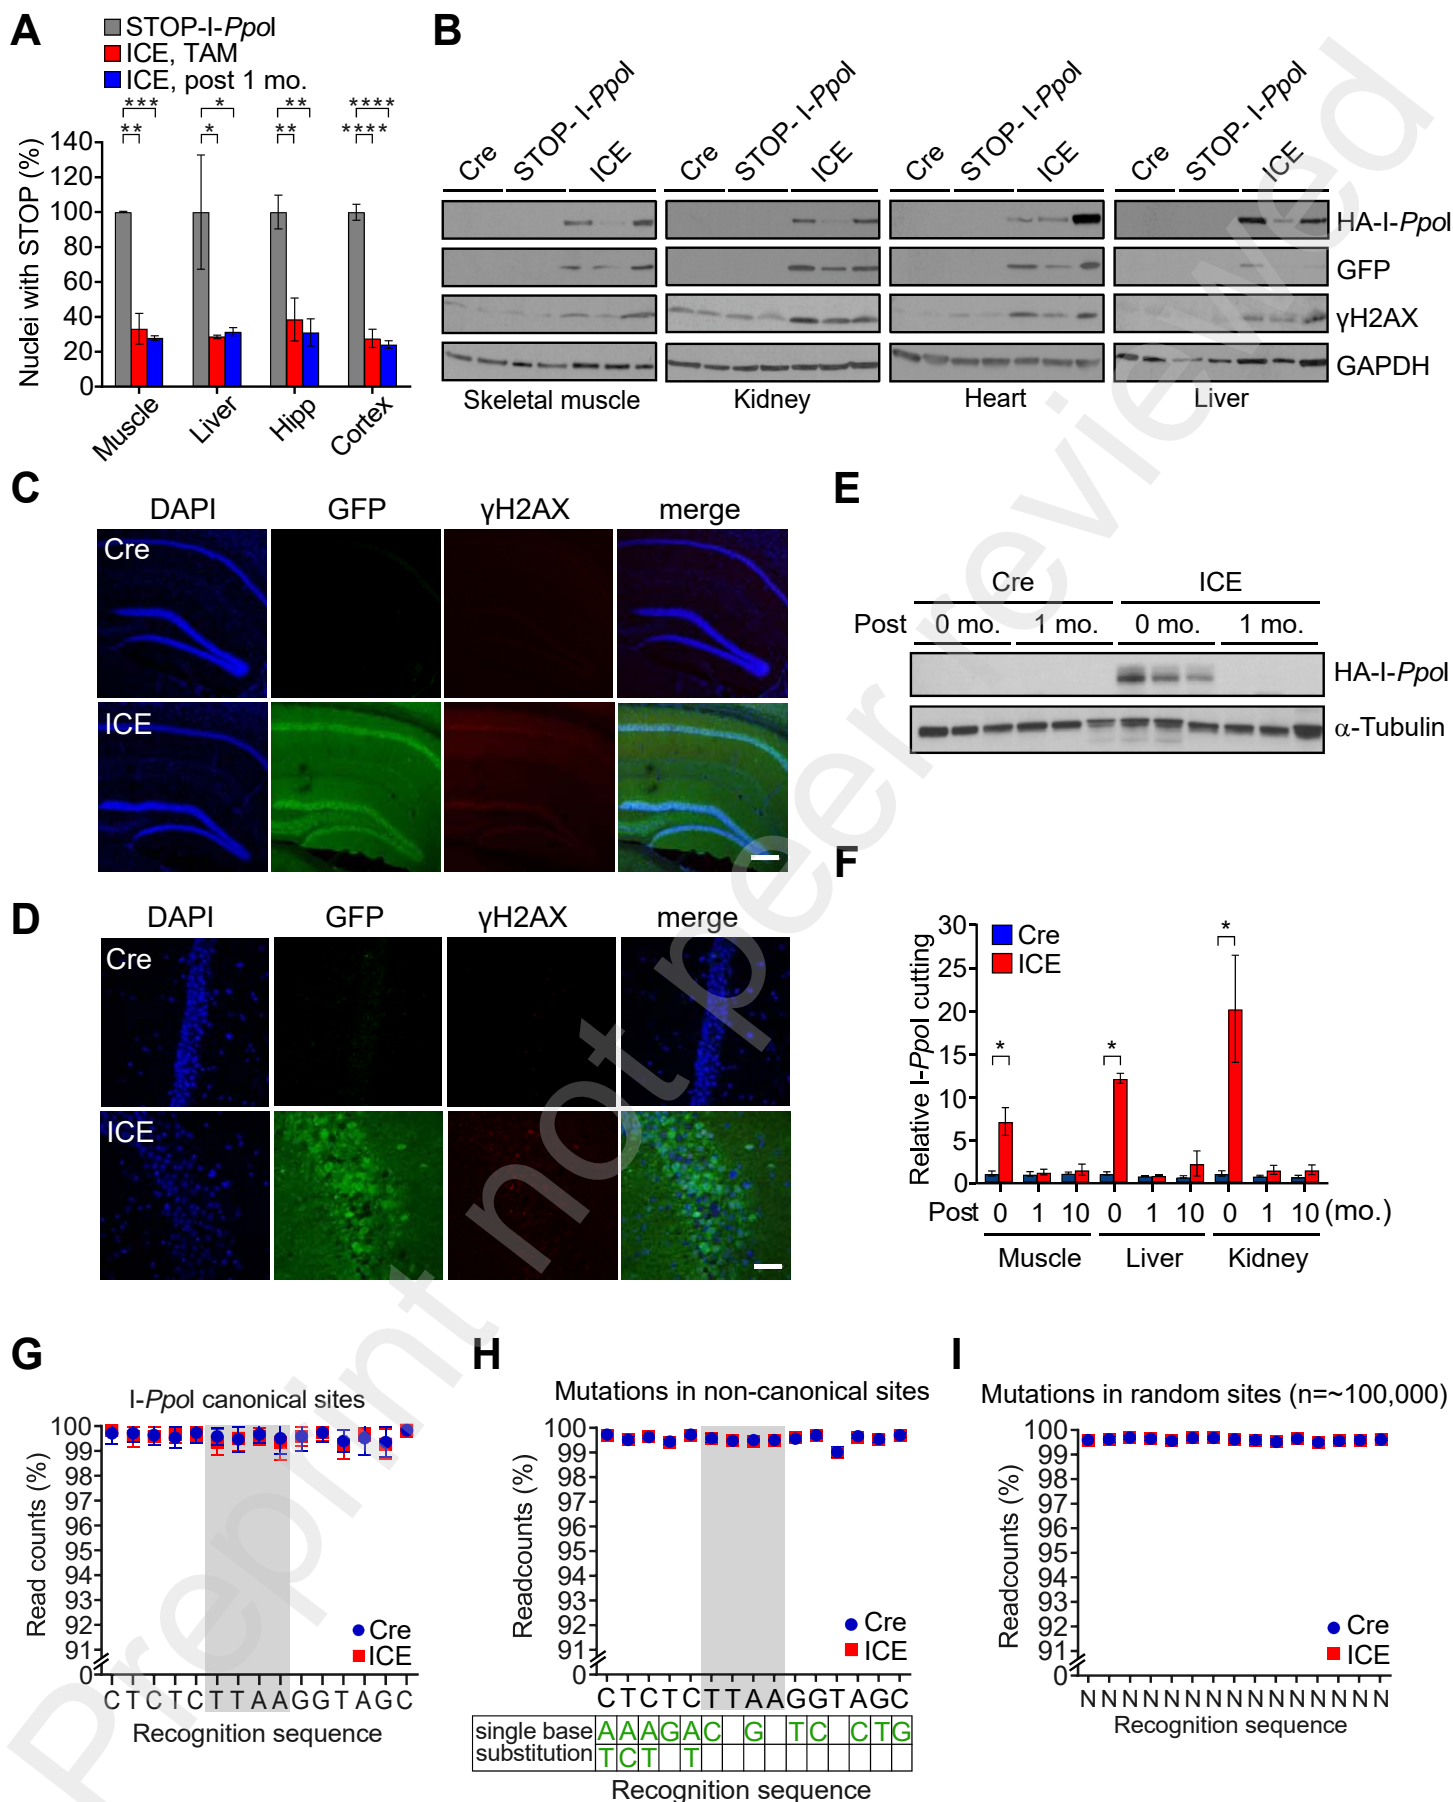 A
STOP-I-PpoI
ICE, TAM
ICE, post 1 mo.
*** * ** ****
** * ** ****
Nuclei with STOP (%)
140
120
100
80
60
40
20
0
Muscle Liver Hipp Cortex
B
Cre STOP- I-PpoI ICE Cre STOP- I-PpoI ICE Cre STOP- I-PpoI ICE Cre STOP- I-PpoI ICE
HA-I-PpoI
GFP
γH2AX
GAPDH
Skeletal muscle Kidney Heart Liver
C
DAPI GFP γH2AX merge
Cre
ICE
D
DAPI GFP γH2AX merge
Cre
ICE
E
Cre ICE
Post 0 mo. 1 mo. 0 mo. 1 mo.
HA-I-PpoI
α-Tubulin
F
Relative I-PpoI cutting
30
25
20
15
10
5
0
Cre
ICE
* * *
Post 0 1 10 0 1 10 0 1 10 (mo.)
Muscle Liver Kidney
G
I-PpoI canonical sites
Read counts (%)
100
99
98
97
96
95
94
93
92
91
0
Cre
ICE
C T C T C T T A A G G T A G C
Recognition sequence
H
Mutations in non-canonical sites
Readcounts (%)
100
99
98
97
96
95
94
93
92
91
0
Cre
ICE
C T C T C T T A A G G T A G C
single base substitution
A A A G A C G T C C T G
T C T T
Recognition sequence
I
Mutations in random sites (n=~100,000)
Readcounts (%)
100
99
98
97
96
95
94
93
92
91
0
Cre
ICE
N N N N N N N N N N N N N N N
Recognition sequence
Preprint not peer reviewed